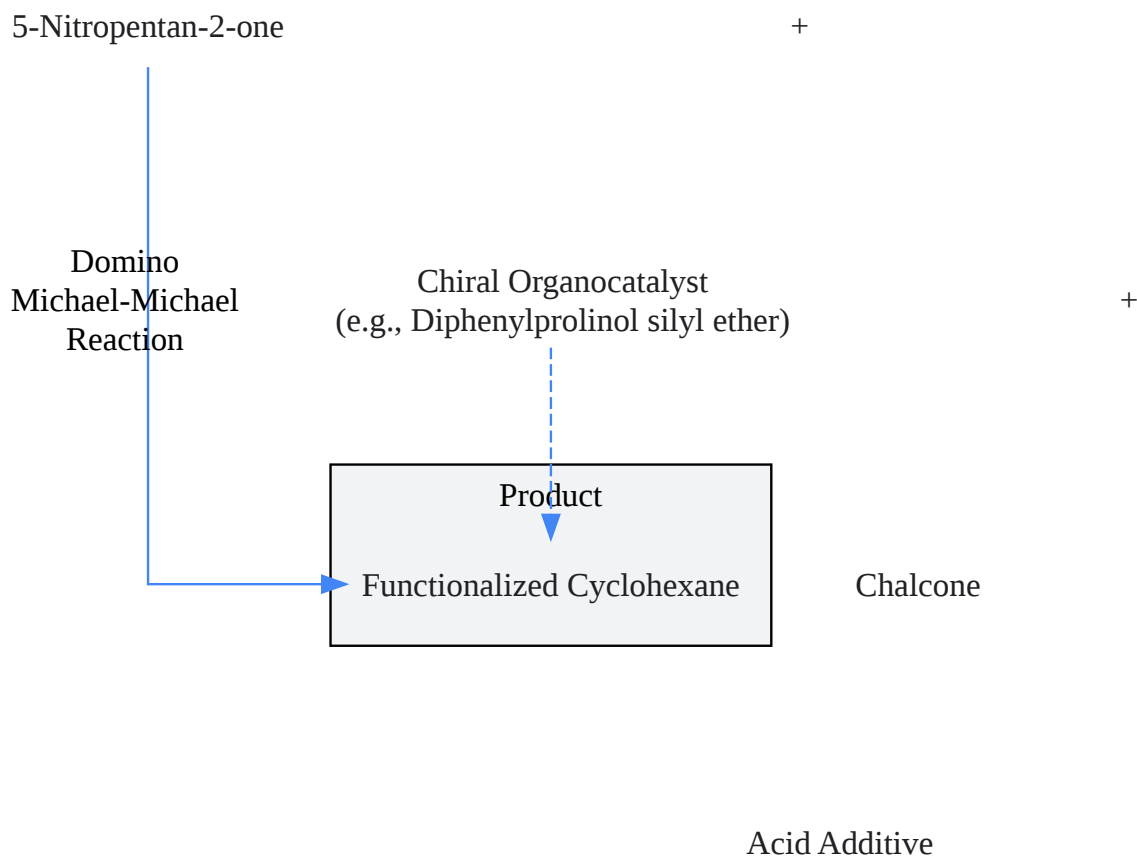 5-Nitropentan-2-one
+
Domino
Michael-Michael
Reaction
Chiral Organocatalyst
(e.g., Diphenylprolinol silyl ether)
+
Product
Functionalized Cyclohexane
Chalcone
Acid Additive